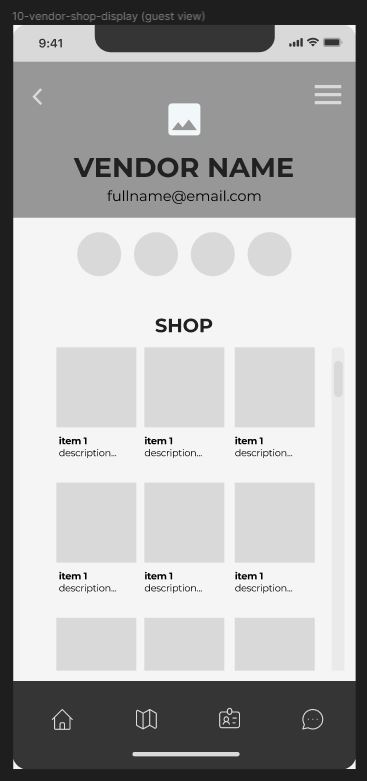 10-vendor-shop-display (guest view)
9:41
VENDOR NAME
fullname@email.com
SHOP
item 1 item 1 item 1
description... description... description...
item 1 item 1 item 1
description... description... description...